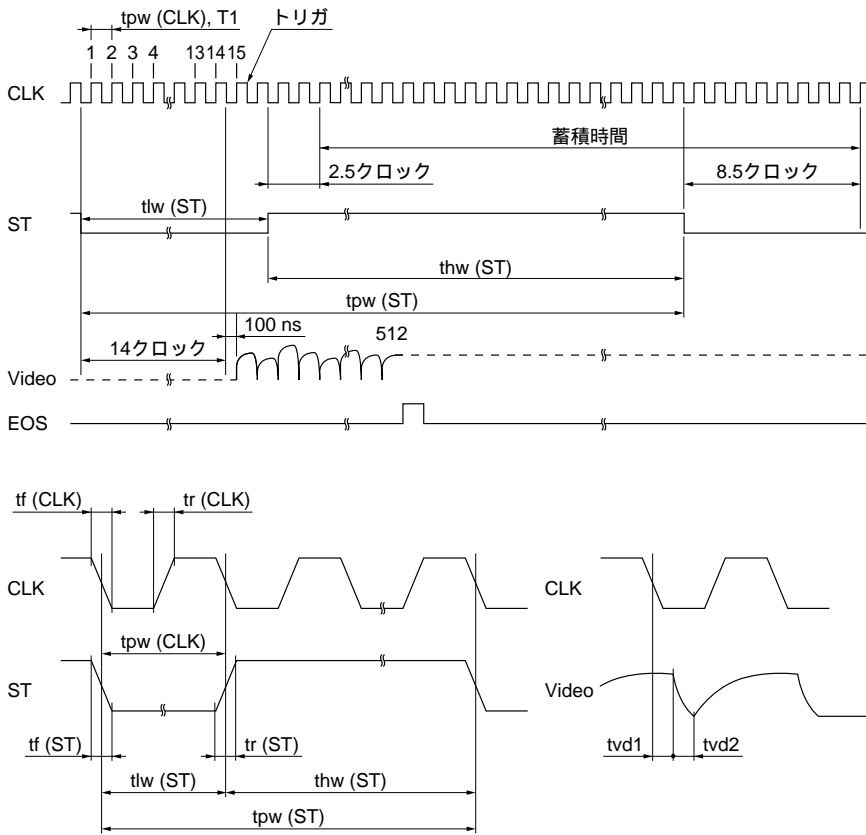 tpw (CLK), T1
トリガ
1 2 3 4 13 14 15
CLK
蓄積時間
2.5クロック
8.5クロック
tlw (ST)
ST
thw (ST)
tpw (ST)
100 ns
14クロック
512
Video
EOS
tf (CLK)
tr (CLK)
CLK
CLK
tpw (CLK)
ST
Video
tf (ST)
tr (ST)
tvd1
tvd2
tlw (ST)
thw (ST)
tpw (ST)